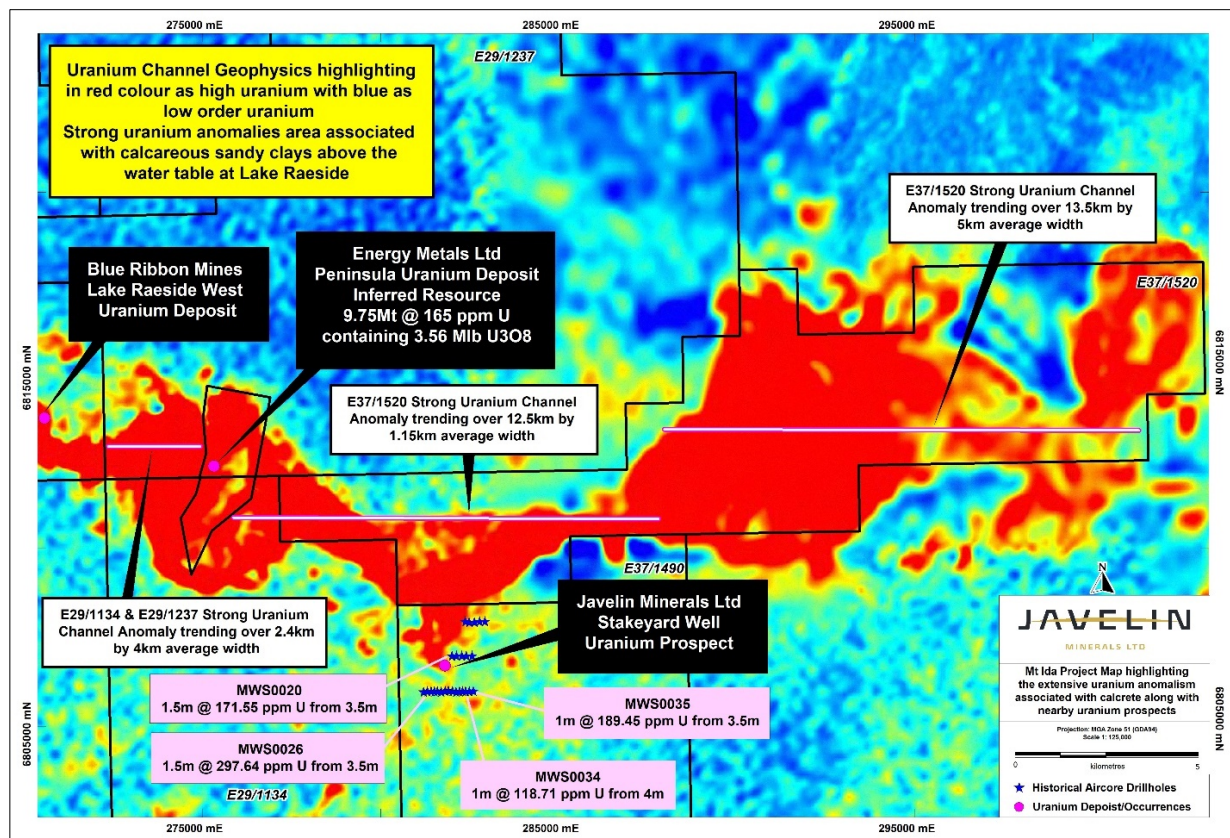 275000 mE
285000 mE
295000 mE
E29/1237
Uranium Channel Geophysics highlighting
in red colour as high uranium with blue as
low order uranium
Strong uranium anomalies area associated
with calcareous sandy clays above the
water table at Lake Raeside
E37/1520 Strong Uranium Channel
Anomaly trending over 13.5km by
5km average width
Blue Ribbon Mines
Lake Raeside West
Uranium Deposit
Energy Metals Ltd
Peninsula Uranium Deposit
Inferred Resource
9.75Mt @ 165 ppm U
containing 3.56 Mlb U3O8
E37/1520
6815000 mN
6815000 mN
E37/1520 Strong Uranium Channel
Anomaly trending over 12.5km by
1.15km average width
E37/1490
E29/1134 & E29/1237 Strong Uranium
Channel Anomaly trending over 2.4km
by 4km average width
Javelin Minerals Ltd
Stakeyard Well
Uranium Prospect
MWS0020
1.5m @ 171.55 ppm U from 3.5m
MWS0035
1m @ 189.45 ppm U from 3.5m
MWS0026
1.5m @ 297.64 ppm U from 3.5m
MWS0034
1m @ 118.71 ppm U from 4m
E29/1134
6805000 mN
6805000 mN
N
JAVELIN
MINERALS LTD
Mt Ida Project Map highlighting
the extensive uranium anomalism
associated with calcrete along with
nearby uranium prospects
Projection: MGA Zone 51 (GDA94)
Scale 1: 125,000
0
5
kilometres
Historical Aircore Drillholes
Uranium Depoist/Occurrences
275000 mE
285000 mE
295000 mE